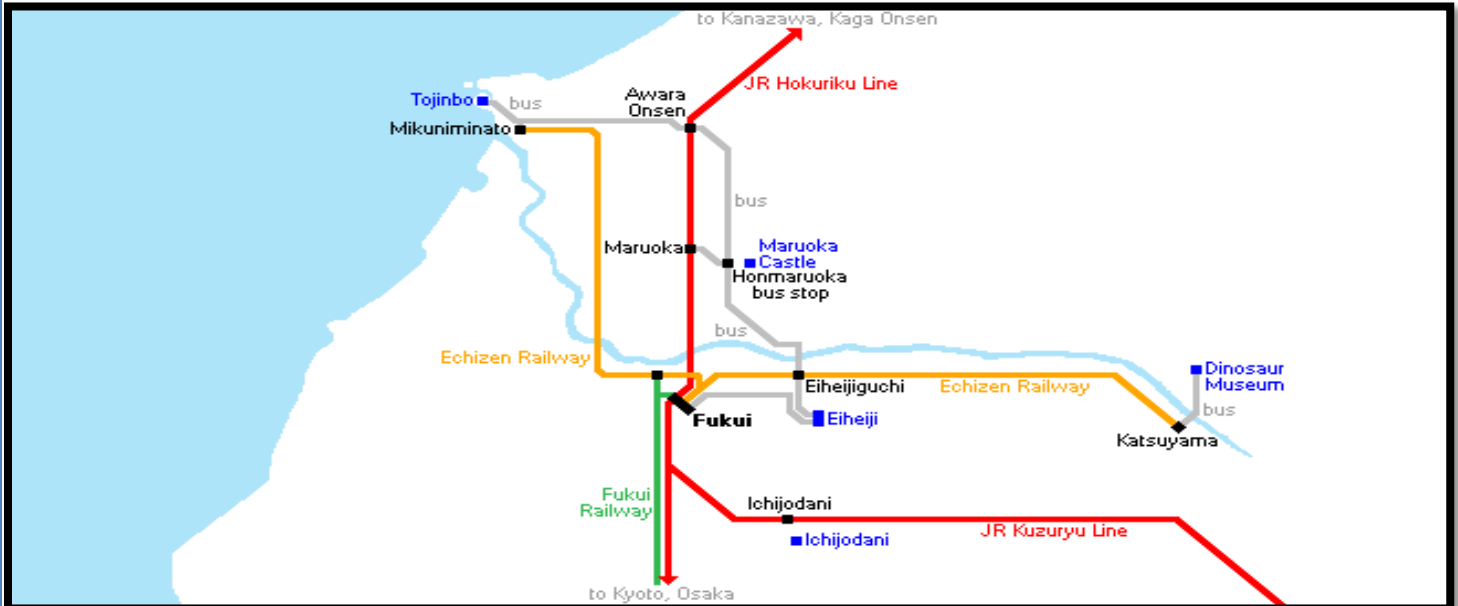 to Kanazawa, Kaga Onsen
JR Hokuriku Line
Tojinbo
bus
Awara
Onsen
Mikuniminato
bus
Maruoka
Maruoka
Castle
Honmaruoka
bus stop
bus
Echizen Railway
Eiheijiguchi
Echizen Railway
Dinosaur
Museum
bus
Fukui
Eiheiji
Katsuyama
Fukui
Railway
Ichijodani
Ichijodani
JR Kuzuryu Line
to Kyoto, Osaka